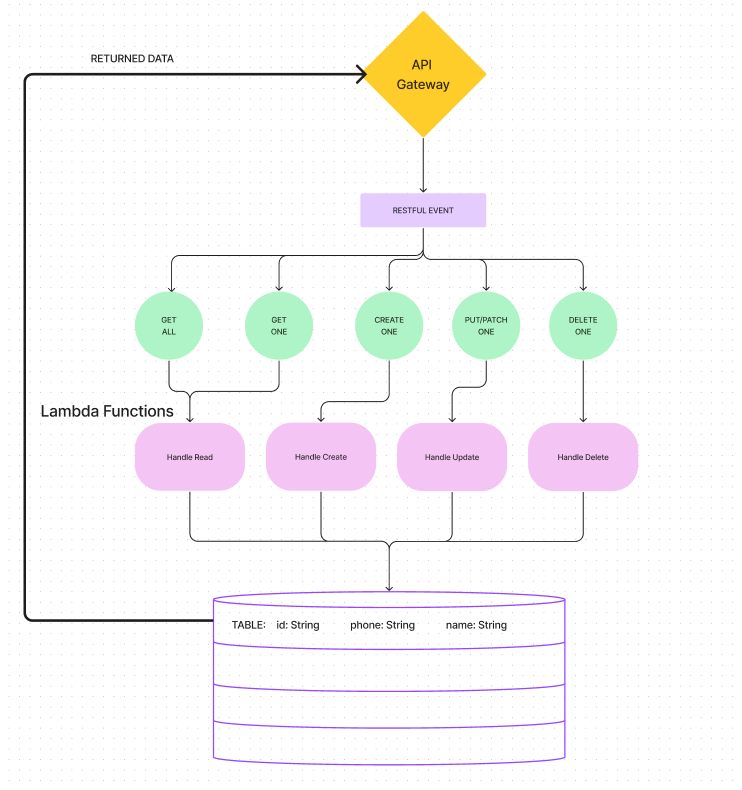 RETURNED DATA
API
Gateway
RESTFUL EVENT
GET
ALL
GET
ONE
CREATE
ONE
PUT/PATCH
ONE
DELETE
ONE
Lambda Functions
Handle Read
Handle Create
Handle Update
Handle Delete
TABLE: id: String phone: String name: String